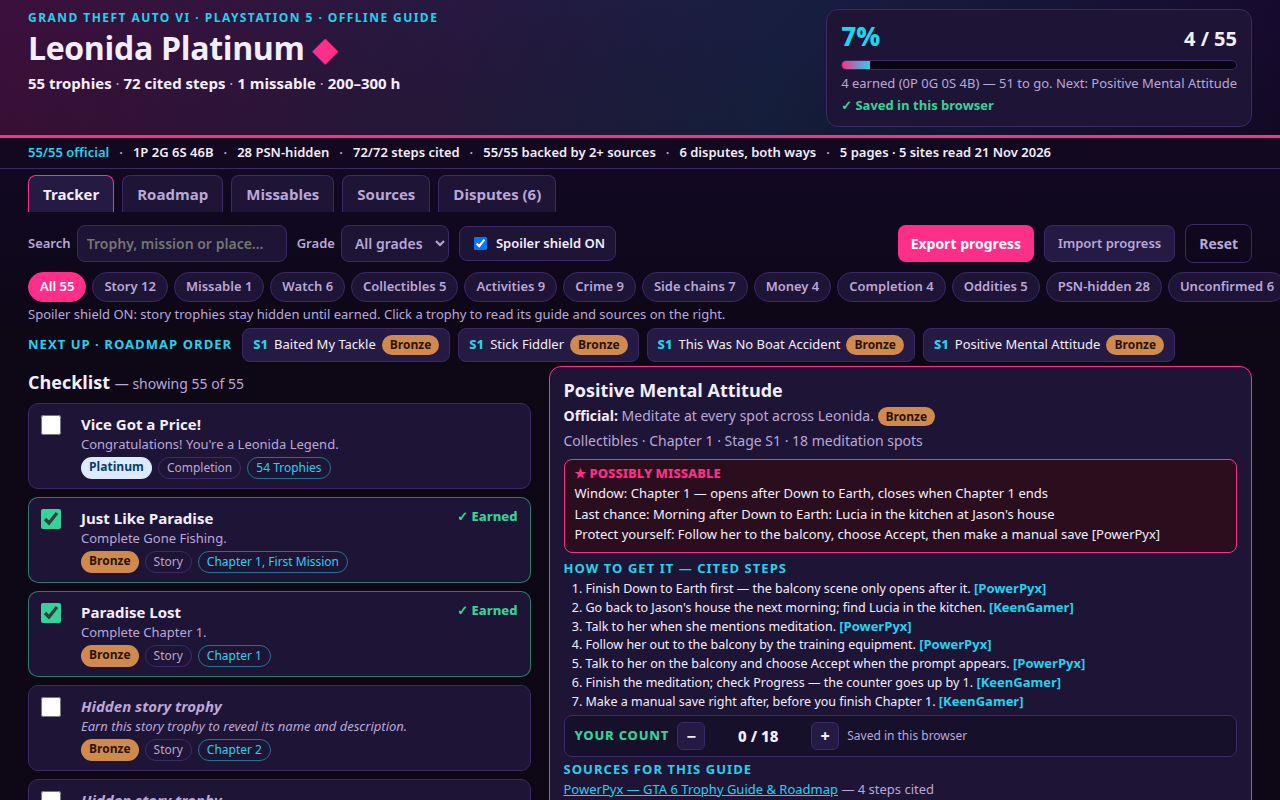 GRAND THEFT AUTO VI · PLAYSTATION 5 · OFFLINE GUIDE
Leonida Platinum
55 trophies · 72 cited steps · 1 missable · 200–300 h
7%
4 / 55
4 earned (0P 0G 0S 4B) — 51 to go. Next: Positive Mental Attitude
✓ Saved in this browser
55/55 official · 1P 2G 6S 46B · 28 PSN-hidden · 72/72 steps cited · 55/55 backed by 2+ sources · 6 disputes, both ways · 5 pages · 5 sites read 21 Nov 2026
Tracker
Roadmap
Missables
Sources
Disputes (6)
Search
Trophy, mission or place...
Grade
All grades
Spoiler shield ON
Export progress
Import progress
Reset
All 55
Story 12
Missable 1
Watch 6
Collectibles 5
Activities 9
Crime 9
Side chains 7
Money 4
Completion 4
Oddities 5
PSN-hidden 28
Unconfirmed 6
Spoiler shield ON: story trophies stay hidden until earned. Click a trophy to read its guide and sources on the right.
NEXT UP · ROADMAP ORDER
S1 Baited My Tackle Bronze
S1 Stick Fiddler Bronze
S1 This Was No Boat Accident Bronze
S1 Positive Mental Attitude Bronze
Checklist — showing 55 of 55
Vice Got a Price!
Congratulations! You're a Leonida Legend.
Platinum
Completion
54 Trophies
Just Like Paradise
✓ Earned
Complete Gone Fishing.
Bronze
Story
Chapter 1, First Mission
Paradise Lost
✓ Earned
Complete Chapter 1.
Bronze
Story
Chapter 1
Hidden story trophy
Earn this story trophy to reveal its name and description.
Bronze
Story
Chapter 2
Hidden story trophy
Positive Mental Attitude
Official: Meditate at every spot across Leonida. Bronze
Collectibles · Chapter 1 · Stage S1 · 18 meditation spots
★ POSSIBLY MISSABLE
Window: Chapter 1 — opens after Down to Earth, closes when Chapter 1 ends
Last chance: Morning after Down to Earth: Lucia in the kitchen at Jason's house
Protect yourself: Follow her to the balcony, choose Accept, then make a manual save [PowerPyx]
HOW TO GET IT — CITED STEPS
1. Finish Down to Earth first — the balcony scene only opens after it. [PowerPyx]
2. Go back to Jason's house the next morning; find Lucia in the kitchen. [KeenGamer]
3. Talk to her when she mentions meditation. [PowerPyx]
4. Follow her out to the balcony by the training equipment. [PowerPyx]
5. Talk to her on the balcony and choose Accept when the prompt appears. [PowerPyx]
6. Finish the meditation; check Progress — the counter goes up by 1. [KeenGamer]
7. Make a manual save right after, before you finish Chapter 1. [KeenGamer]
YOUR COUNT − 0 / 18 + Saved in this browser
SOURCES FOR THIS GUIDE
PowerPyx — GTA 6 Trophy Guide & Roadmap — 4 steps cited